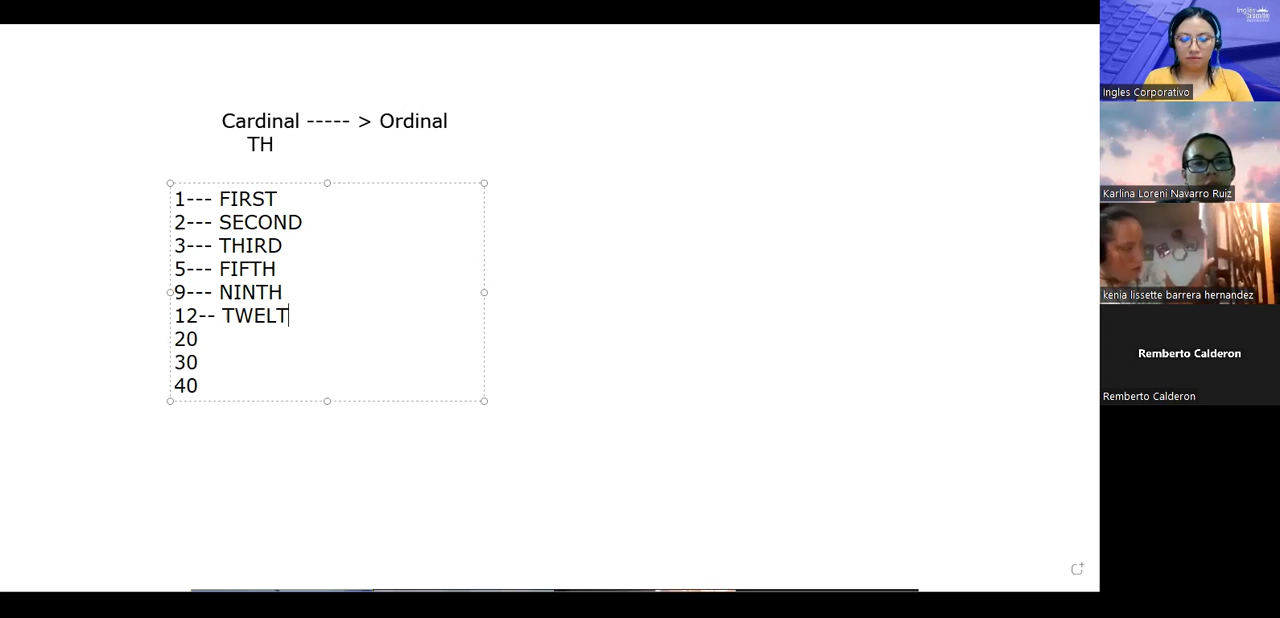 Cardinal ----- > Ordinal
TH
1--- FIRST
2--- SECOND
3--- THIRD
5--- FIFTH
9--- NINTH
12-- TWELT
20
30
40
Ingles
Ingles Corporativo
Karlina Loreni Navarro Ruiz
kenia lissette barrera hernandez
Remberto Calderon
Remberto Calderon